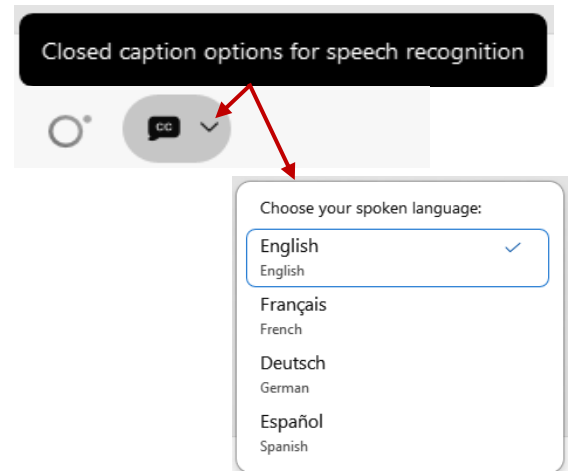 Closed caption options for speech recognition
CC
Choose your spoken language:
English
English
Français
French
Deutsch
German
Español
Spanish